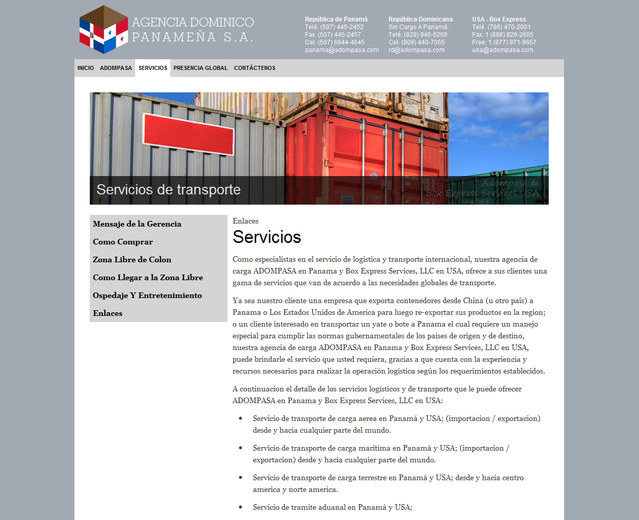 AGENCIA DOMINICO
PANAMEÑA S.A.
República de Panamá
Tele. (507) 445-2452
Fax. (507) 445-2457
Cel. (507) 6644-4645
panama@adompasa.com
República Dominicana
Sin Cargo A Panamá
Tele. (829) 946-6269
Cel. (809) 440-7065
rd@adompasa.com
USA - Box Express
Tele. (786) 470-2001
Fax. 1 (888) 829-2605
Free: 1 (877) 971-9657
usa@adompasa.com
INICIO ADOMPASA SERVICIOS PRESENCIA GLOBAL CONTÁCTENOS
Servicios de transporte
Mensaje de la Gerencia
Como Comprar
Zona Libre de Colon
Como Llegar a la Zona Libre
Ospedaje Y Entretenimiento
Enlaces
Enlaces
Servicios
Como especialistas en el servicio de logistica y transporte internacional, nuestra agencia de
carga ADOMPASA en Panama y Box Express Services, LLC en USA, ofrece a sus clientes una
gama de servicios que van de acuerdo a las necesidades globales de transporte.
Ya sea nuestro cliente una empresa que exporta contenedores desde China (u otro pais) a
Panama o Los Estados Unidos de America para luego re-exportar sus productos en la region;
o un cliente interesado en transportar un yate o bote a Panama el cual requiere un manejo
especial para cumplir las normas gubernamentales de los paises de origen y de destino,
nuestra agencia de carga ADOMPASA en Panama y Box Express Services, LLC en USA,
puede brindarle el servicio que usted requiera, gracias a que cuenta con la experiencia y
recursos necesarios para realizar la operación logística según los requerimientos establecidos.
A continuacion el detalle de los servicios logísticos y de transporte que le puede ofrecer
ADOMPASA en Panama y Box Express Services, LLC en USA:
• Servicio de transporte de carga aerea en Panamá y USA; (importacion / exportacion)
desde y hacia cualquier parte del mundo.
• Servicio de transporte de carga maritima en Panamá y USA; (importacion /
exportacion) desde y hacia cualquier parte del mundo.
• Servicio de transporte de carga terrestre en Panamá y USA; desde y hacia centro
america y norte america.
• Servicio de tramite aduanal en Panamá y USA;